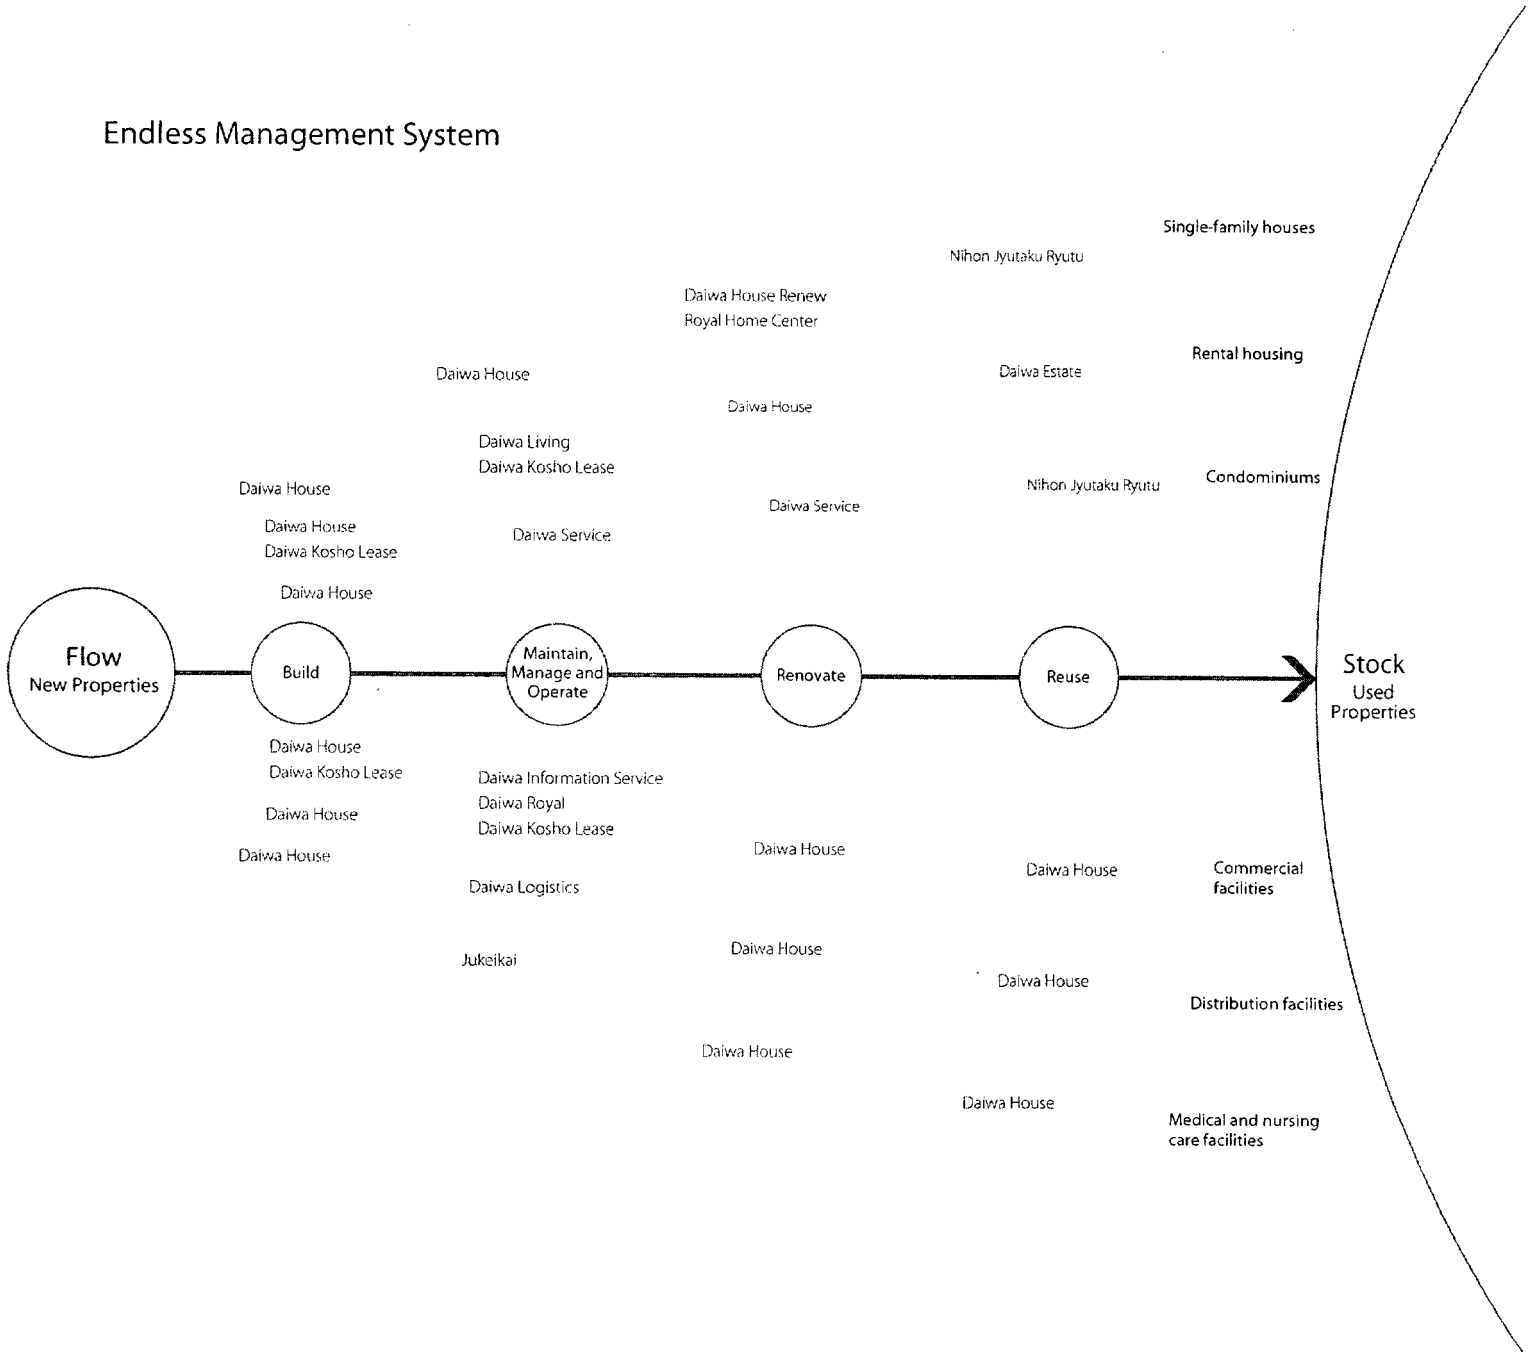 Endless Management System
Single-family houses
Nihon Jyutaku Ryutu
Daiwa House Renew
Royal Home Center
Rental housing
Daiwa House
Daiwa Estate
Daiwa House
Daiwa Living
Daiwa Kosho Lease
Condominiums
Daiwa House
Nihon Jyutaku Ryutu
Daiwa Service
Daiwa House
Daiwa Service
Daiwa Kosho Lease
Daiwa House
Flow
New Properties
Build
Maintain,
Manage and
Operate
Renovate
Reuse
Stock
Used
Properties
Daiwa House
Daiwa Kosho Lease
Daiwa Information Service
Daiwa Royal
Daiwa Kosho Lease
Daiwa House
Daiwa House
Daiwa House
Daiwa House
Commercial
facilities
Daiwa Logistics
Daiwa House
Jukeikai
Daiwa House
Distribution facilities
Daiwa House
Daiwa House
Medical and nursing
care facilities